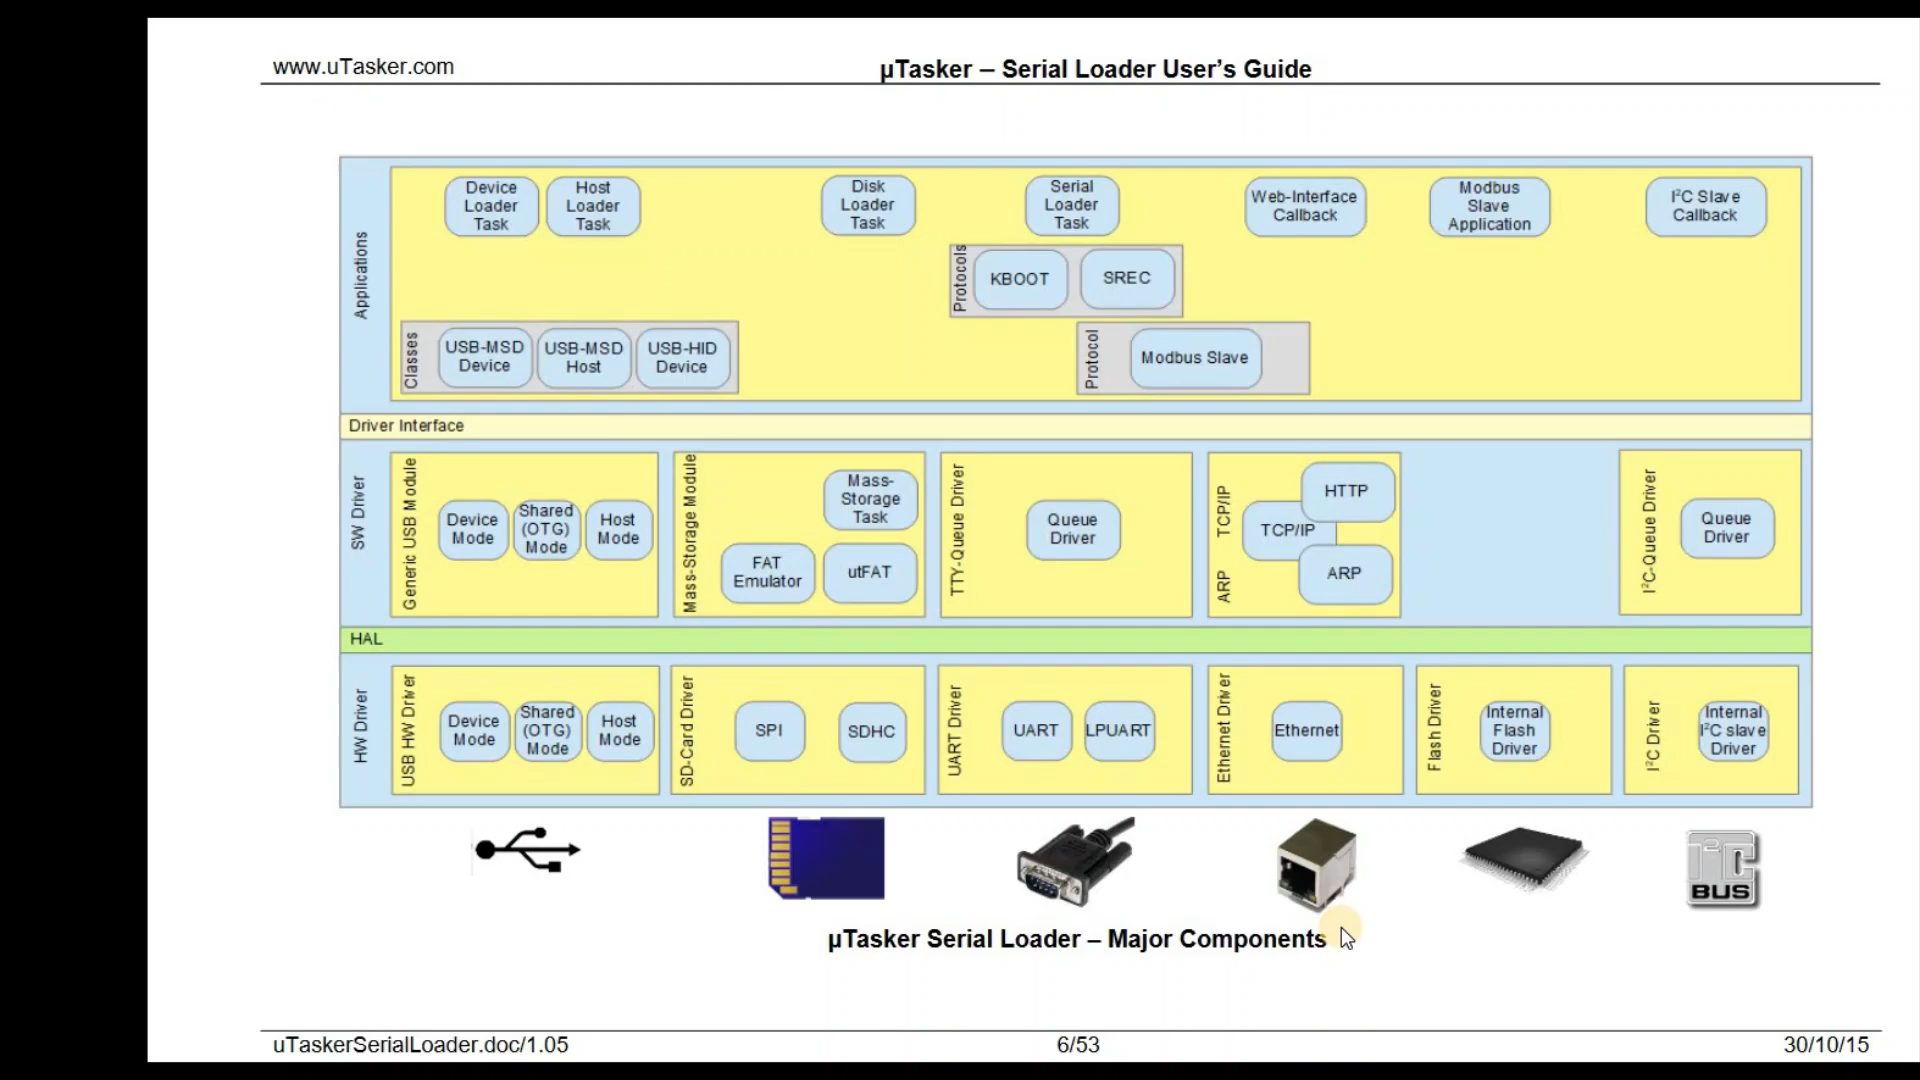 www.uTasker.com
µTasker – Serial Loader User's Guide
Applications
Device
Loader
Task
Host
Loader
Task
Disk
Loader
Task
Serial
Loader
Task
Web-Interface
Callback
Modbus
Slave
Application
I²C Slave
Callback
Protocols
KBOOT
SREC
Classes
USB-MSD
Device
USB-MSD
Host
USB-HID
Device
Protocol
Modbus Slave
Driver Interface
SW Driver
Generic USB Module
Device
Mode
Shared
(OTG)
Mode
Host
Mode
Mass-Storage Module
Mass-
Storage
Task
FAT
Emulator
utFAT
TTY-Queue Driver
Queue
Driver
ARP TCP/IP
HTTP
TCP/IP
ARP
I²C-Queue Driver
Queue
Driver
HAL
HW Driver
USB HW Driver
Device
Mode
Shared
(OTG)
Mode
Host
Mode
SD-Card Driver
SPI
SDHC
UART Driver
UART
LPUART
Ethernet Driver
Ethernet
Flash Driver
Internal
Flash
Driver
I²C Driver
Internal
I²C slave
Driver
I²C
BUS
µTasker Serial Loader – Major Components
uTaskerSerialLoader.doc/1.05
6/53
30/10/15